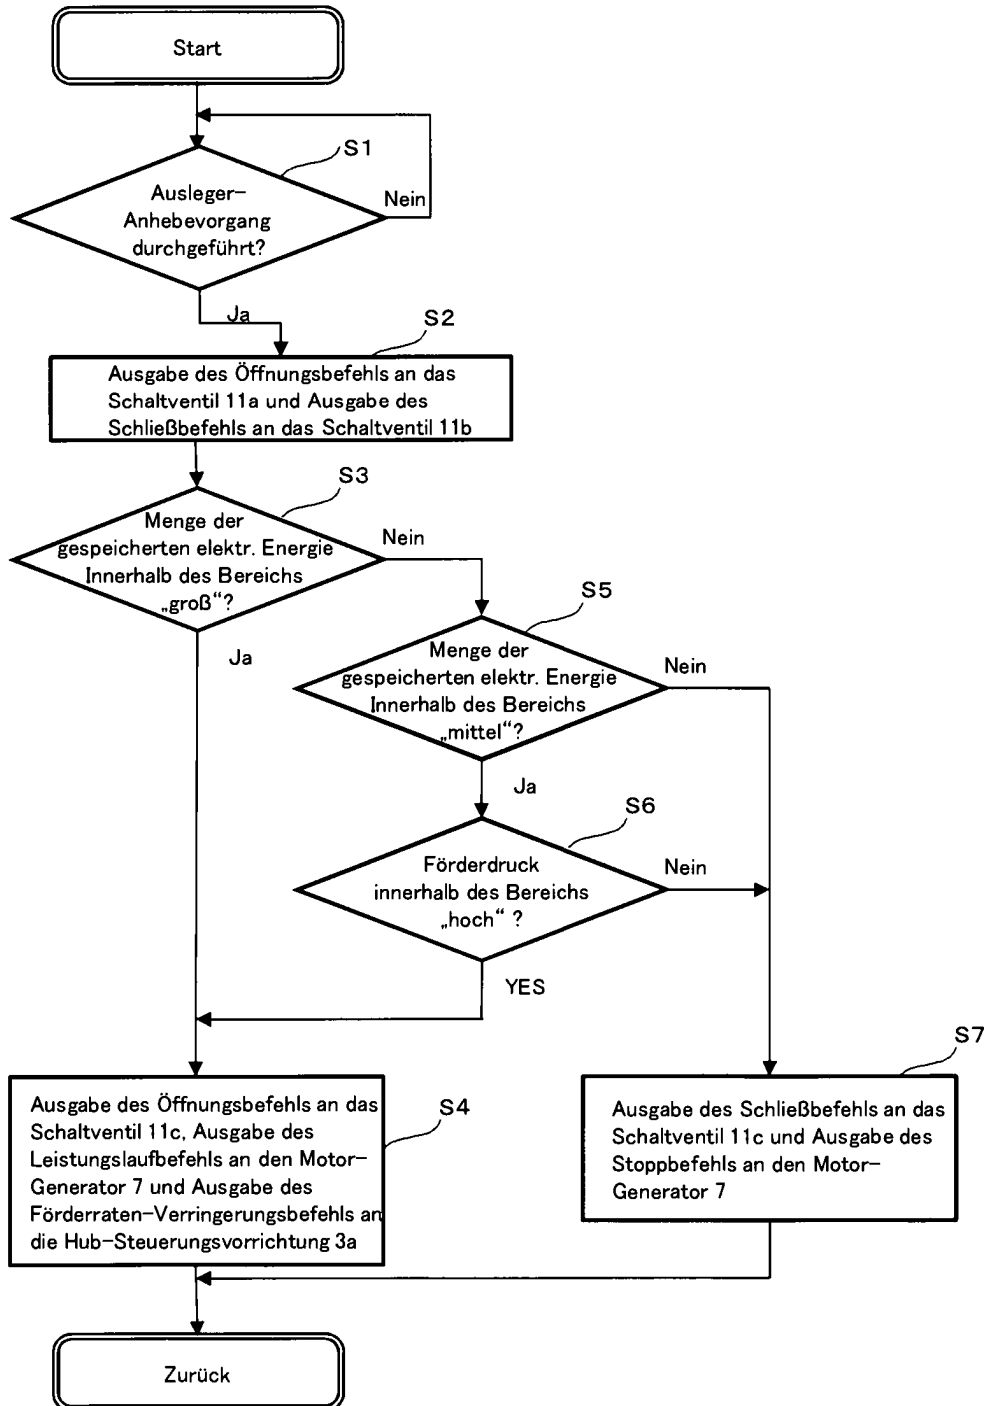 Start
S1
Ausleger-
Anhebevorgang
durchgeführt?
Nein
Ja
S2
Ausgabe des Öffnungsbefehls an das
Schaltventil 11a und Ausgabe des
Schließbefehls an das Schaltventil 11b
S3
Menge der
gespeicherten elektr. Energie
Innerhalb des Bereichs
„groß“?
Nein
Ja
S5
Menge der
gespeicherten elektr. Energie
Innerhalb des Bereichs
„mittel“?
Nein
Ja
S6
Förderdruck
innerhalb des Bereichs
„hoch“ ?
Nein
YES
S4
Ausgabe des Öffnungsbefehls an das
Schaltventil 11c, Ausgabe des
Leistungslaufbefehls an den Motor-
Generator 7 und Ausgabe des
Förderraten-Verringerungsbefehls an
die Hub-Steuerungsvorrichtung 3a
S7
Ausgabe des Schließbefehls an das
Schaltventil 11c und Ausgabe des
Stoppbefehls an den Motor-
Generator 7
Zurück